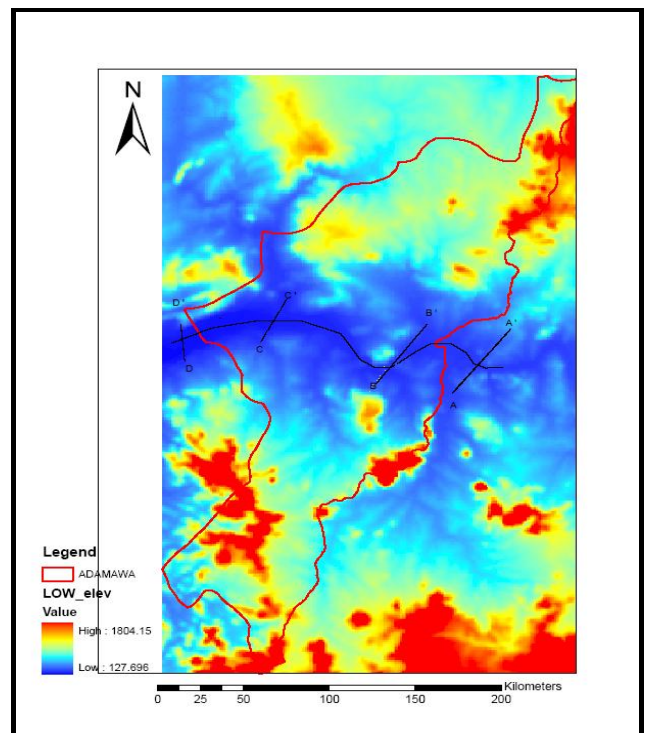 N
D'
C'
B'
A'
C
D
B
A
Legend
ADAMAWA
LOW_elev
Value
High : 1804.15
Low : 127.696
Kilometers
0 25 50 100 150 200